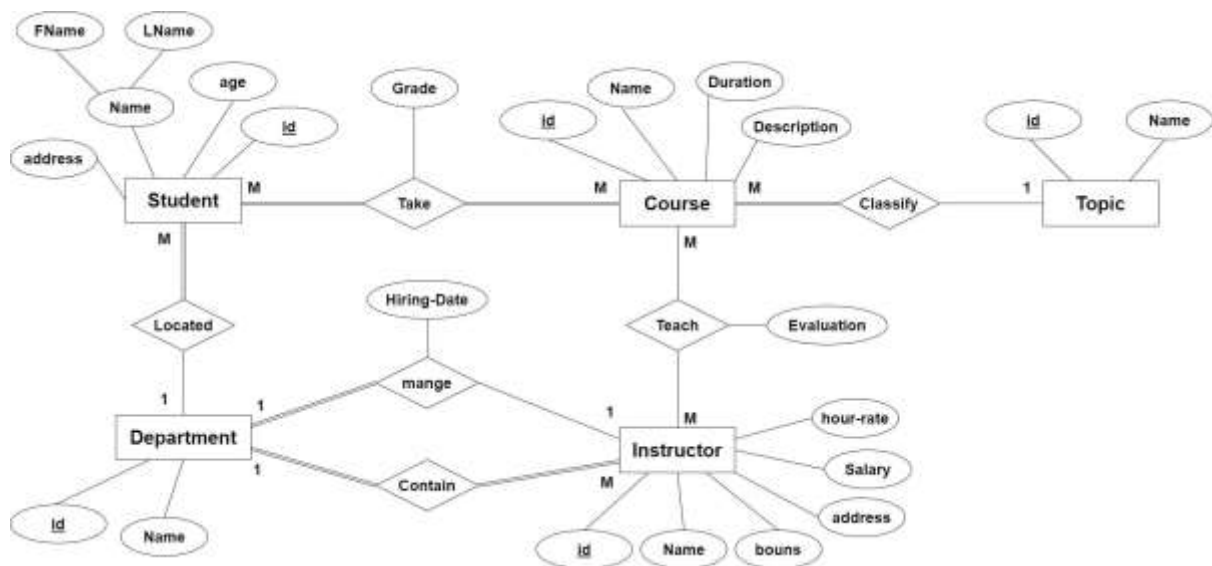 FName
LName
Name
age
id
address
Student
Grade
M
Take
M
id
Name
Duration
Description
Course
M
Classify
1
id
Name
Topic
M
Located
1
Hiring-Date
1
mange
1
Department
id
Name
1
Contain
M
M
Teach
Evaluation
M
Instructor
hour-rate
Salary
address
id
Name
bouns